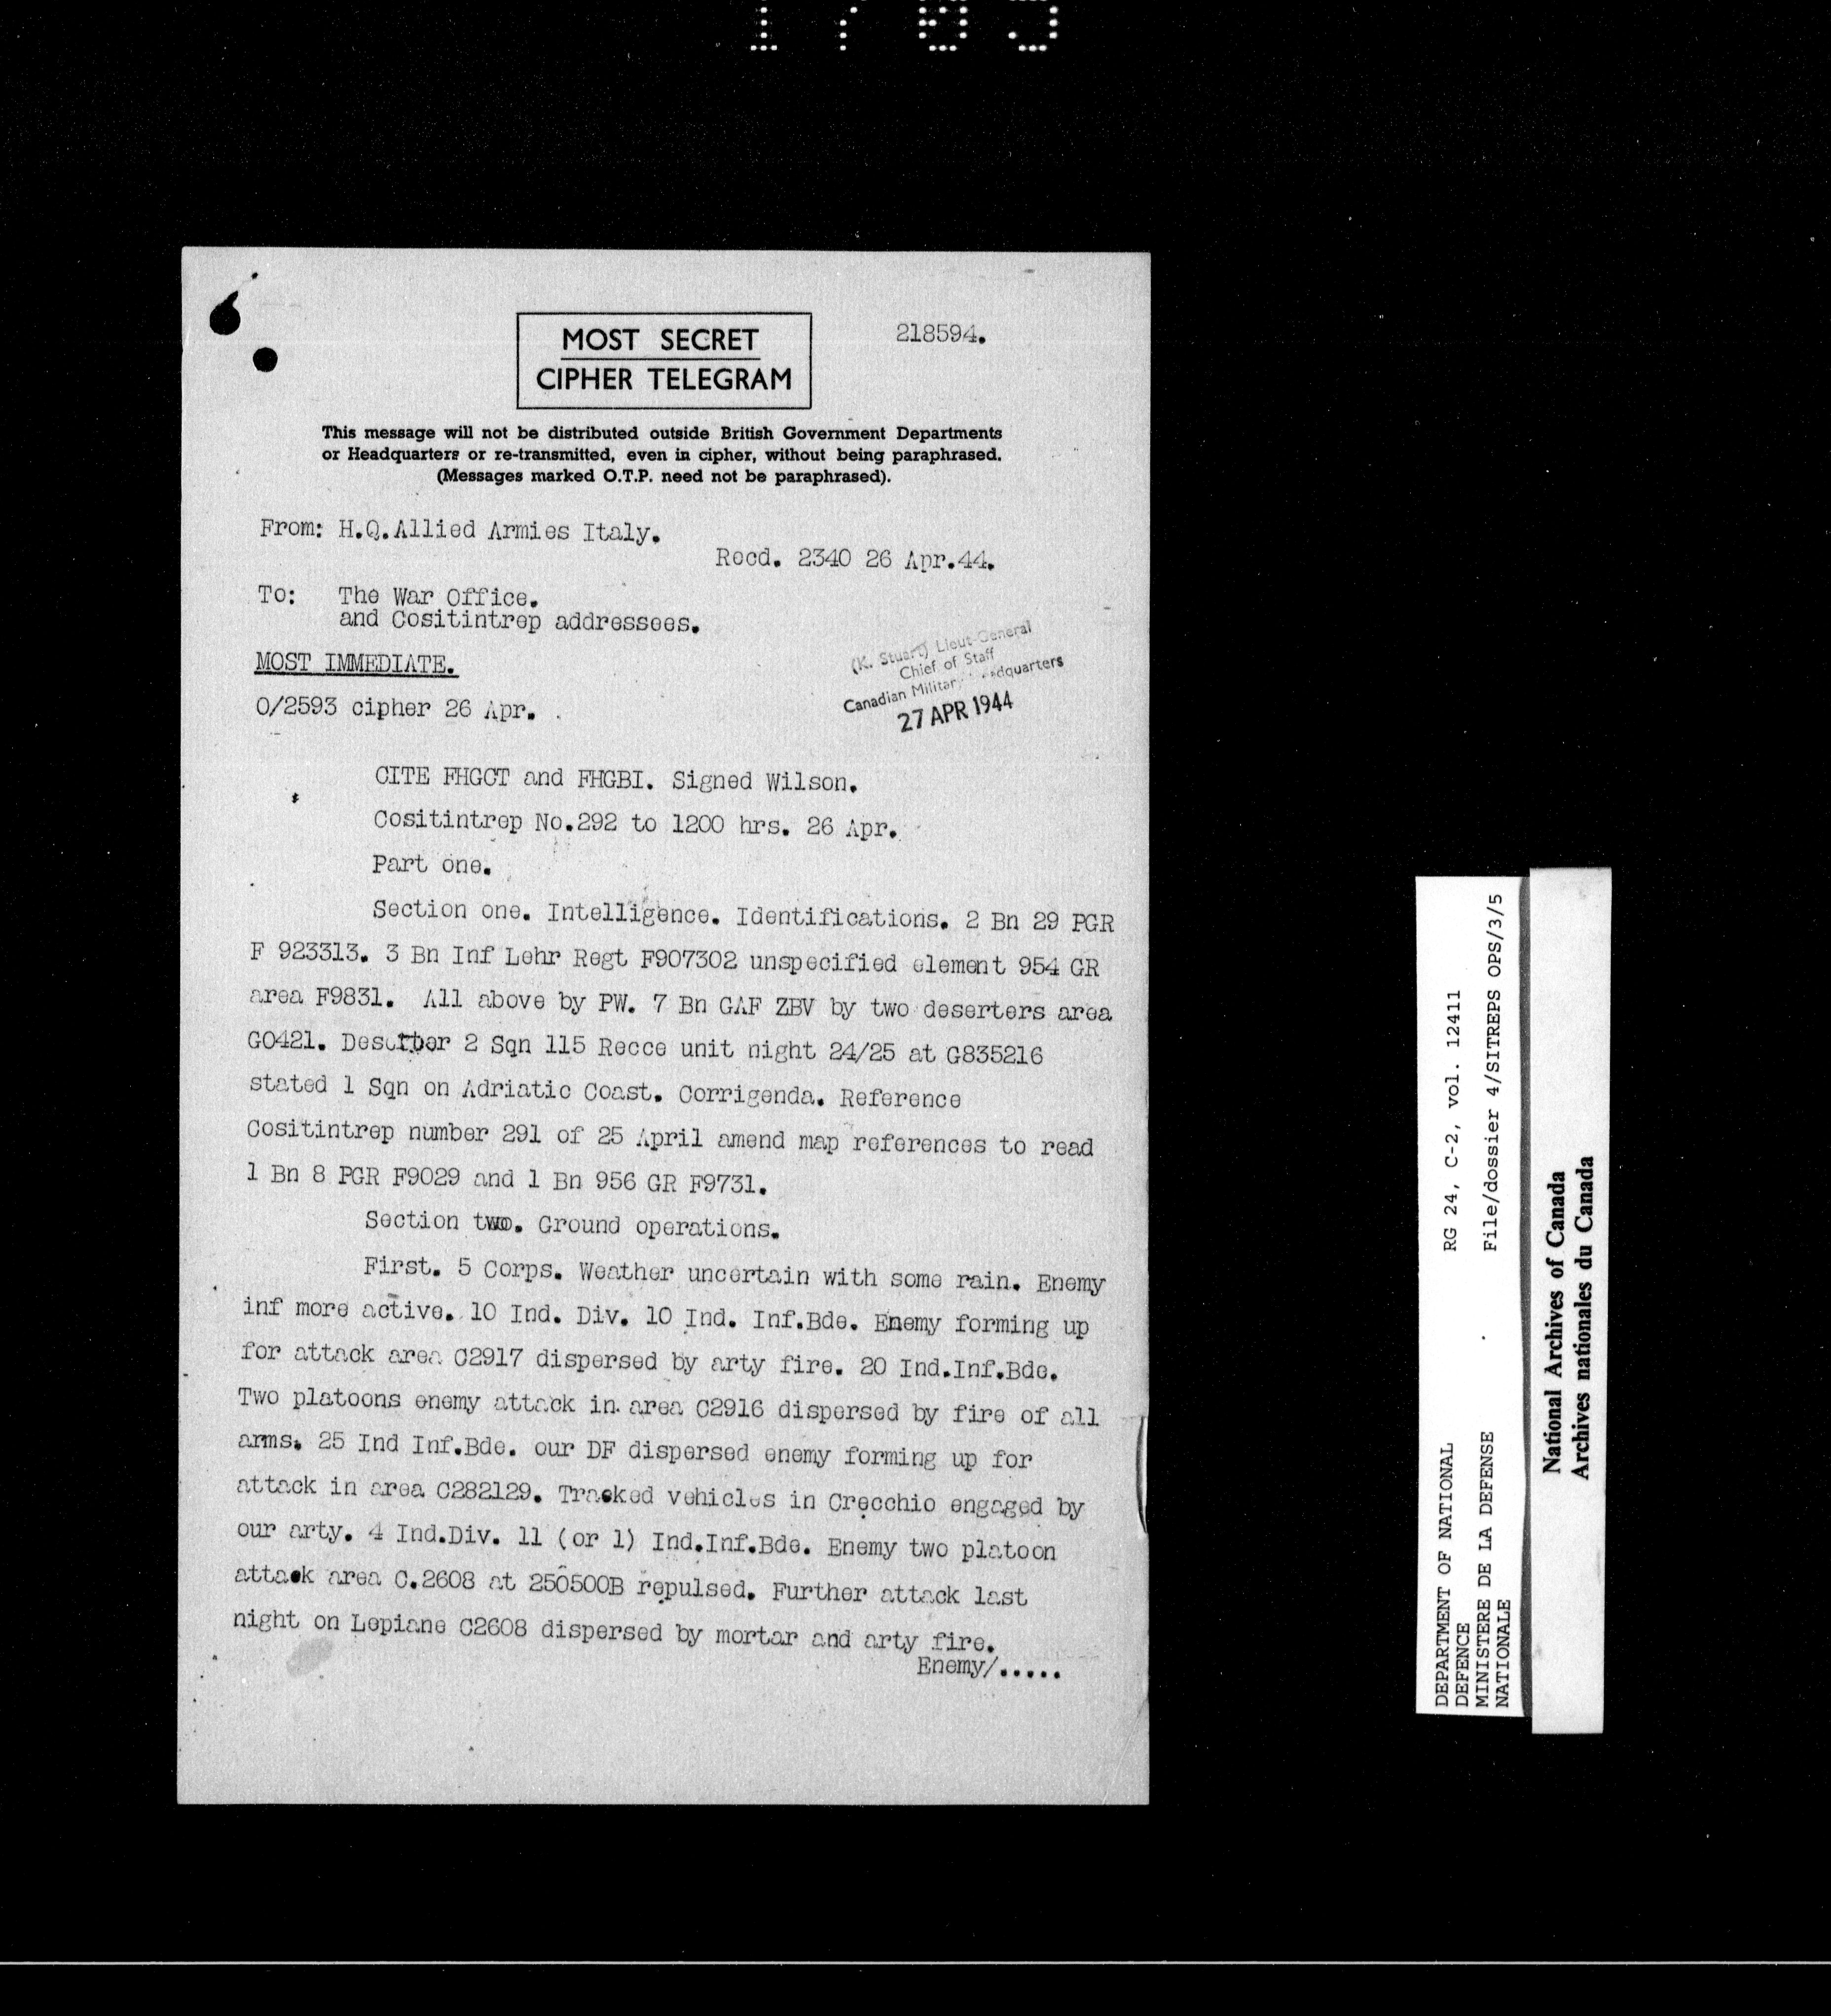 MOST SECRET
CIPHER TELEGRAM
218594.
This message will not be distributed outside British Government Departments
or Headquarters or re-transmitted, even in cipher, without being paraphrased.
(Messages marked O.T.P. need not be paraphrased).
From: H.Q.Allied Armies Italy.
Recd. 2340 26 Apr.44.
To: The War Office.
and Cositintrep addressees.
(K. Stuart) Lieut-General
Chief of Staff
Canadian Military Headquarters
27 APR 1944
MOST IMMEDIATE.
O/2593 cipher 26 Apr.
CITE FHGCT and FHGBI. Signed Wilson.
Cositintrep No.292 to 1200 hrs. 26 Apr.
Part one.
Section one. Intelligence. Identifications. 2 Bn 29 PGR
F 923313. 3 Bn Inf Lehr Regt F907302 unspecified element 954 GR
area F9831. All above by PW. 7 Bn GAF ZBV by two deserters area
G0421. 2 Sqn 115 Recce unit night 24/25 at G835216
stated 1 Sqn on Adriatic Coast. Corrigenda. Reference
Cositintrep number 291 of 25 April amend map references to read
1 Bn 8 PGR F9029 and 1 Bn 956 GR F9731.
Section two. Ground operations.
First. 5 Corps. Weather uncertain with some rain. Enemy
inf more active. 10 Ind. Div. 10 Ind. Inf.Bde. Enemy forming up
for attack area C2917 dispersed by arty fire. 20 Ind.Inf.Bde.
Two platoons enemy attack in area C2916 dispersed by fire of all
arms. 25 Ind Inf.Bde. our DF dispersed enemy forming up for
attack in area C282129. Tracked vehicles in Crecchio engaged by
our arty. 4 Ind.Div. 11 (or 1) Ind.Inf.Bde. Enemy two platoon
attack area C.2608 at 250500B repulsed. Further attack last
night on Lepiane C2608 dispersed by mortar and arty fire.
Enemy/.....
DEPARTMENT OF NATIONAL DEFENCE
RG 24, C-2, vol. 12411
MINISTERE DE LA DEFENSE NATIONALE
File/dossier 4/SITREPS OPS/3/5
National Archives of Canada
Archives nationales du Canada